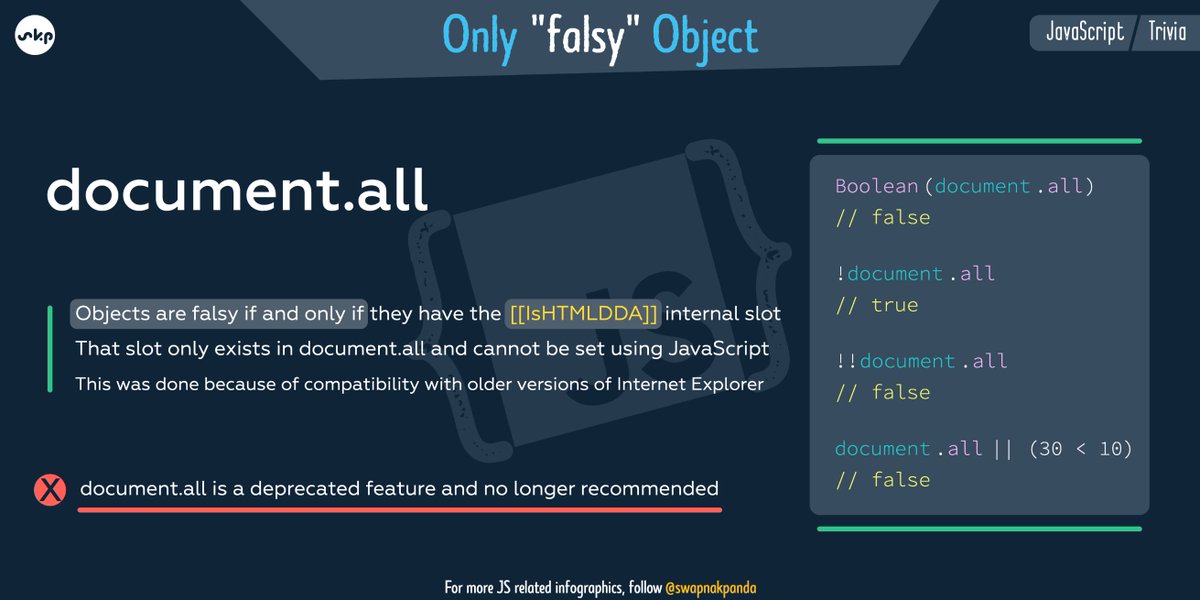 skp
Only "falsy" Object
JavaScript / Trivia
document.all
Objects are falsy if and only if they have the [[IsHTMLDDA]] internal slot
That slot only exists in document.all and cannot be set using JavaScript
This was done because of compatibility with older versions of Internet Explorer
X document.all is a deprecated feature and no longer recommended
JS
Boolean(document.all)
// false
!document.all
// true
!!document.all
// false
document.all || (30 < 10)
// false
For more JS related infographics, follow @swapnakpanda